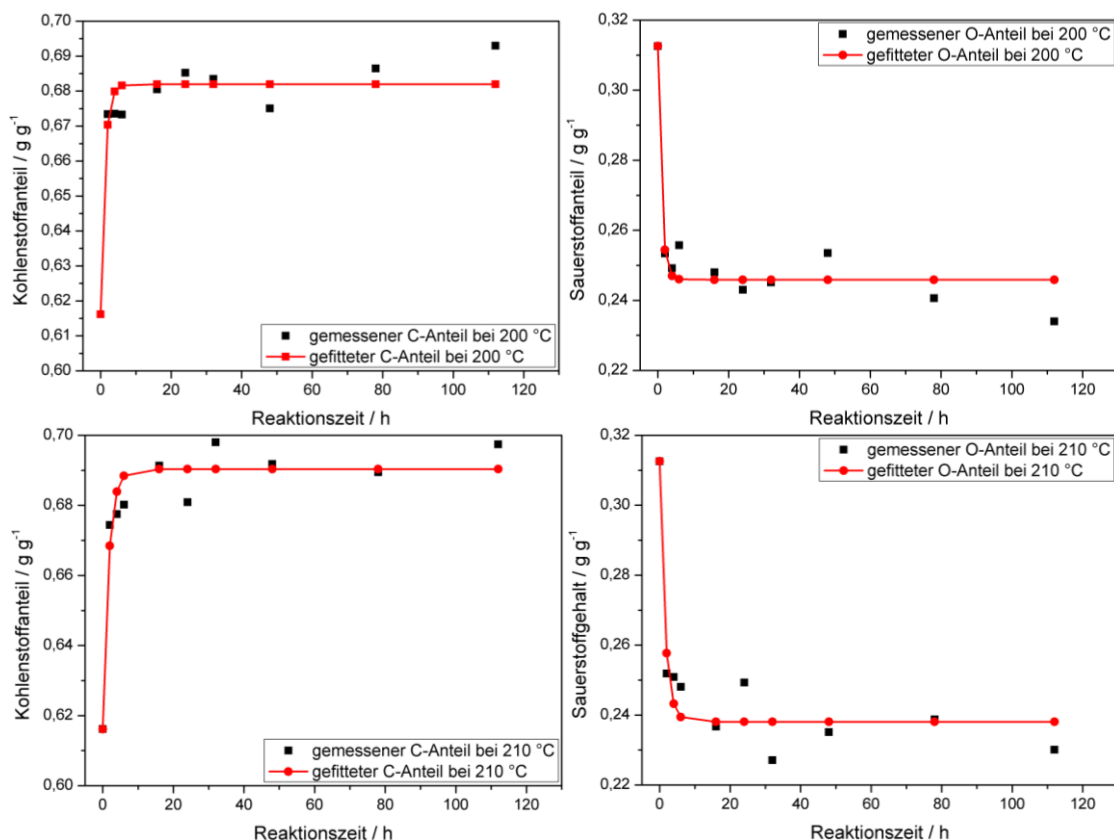 0,70
0,69
0,68
0,67
0,66
0,65
0,64
0,63
0,62
0,61
0,60
Kohlenstoffanteil / g g⁻¹
gemessener C-Anteil bei 200 °C
gefitteter C-Anteil bei 200 °C
0 20 40 60 80 100 120
Reaktionszeit / h
0,32
0,30
0,28
0,26
0,24
0,22
Sauerstoffanteil / g g⁻¹
gemessener O-Anteil bei 200 °C
gefitteter O-Anteil bei 200 °C
0 20 40 60 80 100 120
Reaktionszeit / h
0,70
0,68
0,66
0,64
0,62
0,60
Kohlenstoffanteil / g g⁻¹
gemessener C-Anteil bei 210 °C
gefitteter C-Anteil bei 210 °C
0 20 40 60 80 100 120
Reaktionszeit / h
0,32
0,30
0,28
0,26
0,24
0,22
Sauerstoffgehalt / g g⁻¹
gemessener O-Anteil bei 210 °C
gefitteter O-Anteil bei 210 °C
0 20 40 60 80 100 120
Reaktionszeit / h